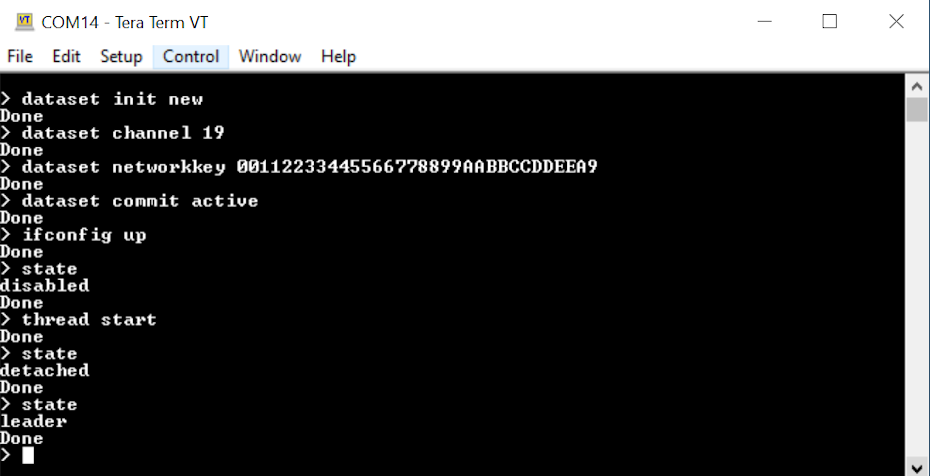 VT
COM14 - Tera Term VT
File Edit Setup Control Window Help
> dataset init new
Done
> dataset channel 19
Done
> dataset networkkey 00112233445566778899AABBCCDDEEA9
Done
> dataset commit active
Done
> ifconfig up
Done
> state
disabled
Done
> thread start
Done
> state
detached
Done
> state
leader
Done
>